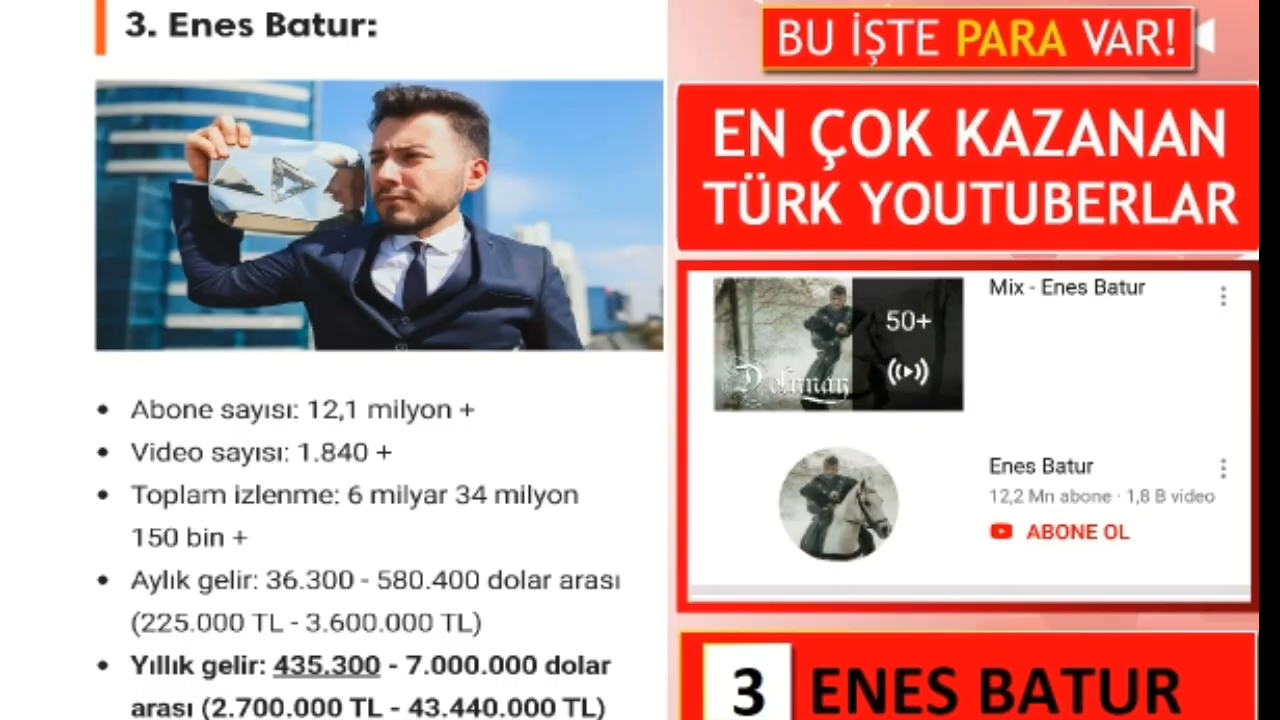 3. Enes Batur:
Abone sayısı: 12,1 milyon +
Video sayısı: 1.840 +
Toplam izlenme: 6 milyar 34 milyon
150 bin +
Aylık gelir: 36.300 - 580.400 dolar arası
(225.000 TL - 3.600.000 TL)
Yıllık gelir: 435.300 - 7.000.000 dolar
arası (2.700.000 TL - 43.440.000 TL)
BU İŞTE PARA VAR!
EN ÇOK KAZANAN
TÜRK YOUTUBERLAR
50+
Dolunay
Mix - Enes Batur
Enes Batur
12,2 Mn abone · 1,8 B video
ABONE OL
3 ENES BATUR